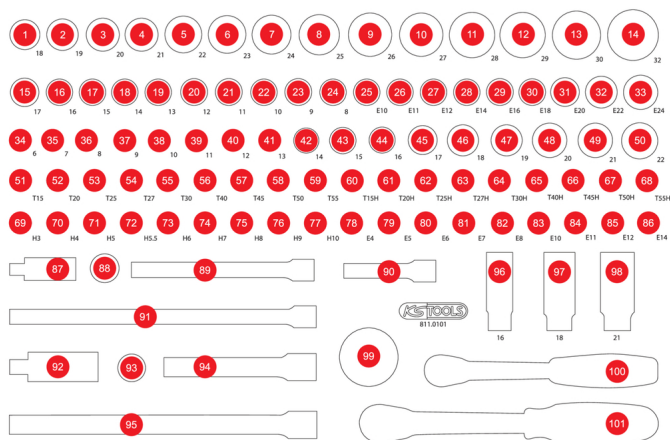 1 2 3 4 5 6 7 8 9 10 11 12 13 14
18 19 20 21 22 23 24 25 26 27 28 29 30 32
15 16 17 14 18 19 20 21 22 23 24 25 26 27 28 29 30 31 32 33
17 16 15 14 13 12 11 10 9 8 E10 E11 E12 E14 E16 E18 E20 E22 E24
34 35 36 37 38 39 40 41 42 43 44 45 46 47 48 49 50
6 7 8 9 10 11 12 13 14 15 16 17 18 19 20 21 22
51 52 53 54 55 56 57 58 59 60 61 62 63 64 65 66 67 68
T15 T20 T25 T27 T30 T40 T45 T50 T55 T15H T20H T25H T27H T30H T40H T45H T50H T55H
69 70 71 72 73 74 75 76 77 78 79 80 81 82 83 84 85 86
H3 H4 H5 H5.5 H6 H7 H8 H9 H10 E4 E5 E6 E7 E8 E10 E11 E12 E14
87 88 89 90 96 97 98
91
KS TOOLS
811.0101
16 18 21
92 93 94 99 100
95 101